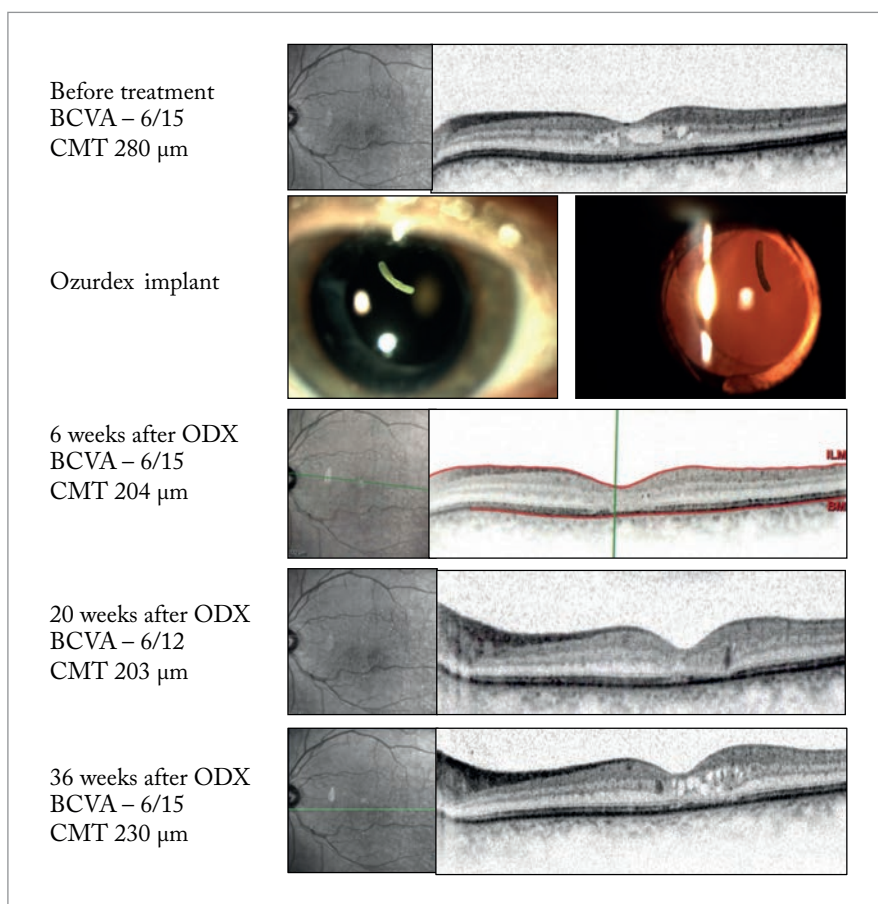 Before treatment
BCVA – 6/15
CMT 280 µm
Ozurdex implant
6 weeks after ODX
BCVA – 6/15
CMT 204 µm
ILM
BM
20 weeks after ODX
BCVA – 6/12
CMT 203 µm
36 weeks after ODX
BCVA – 6/15
CMT 230 µm